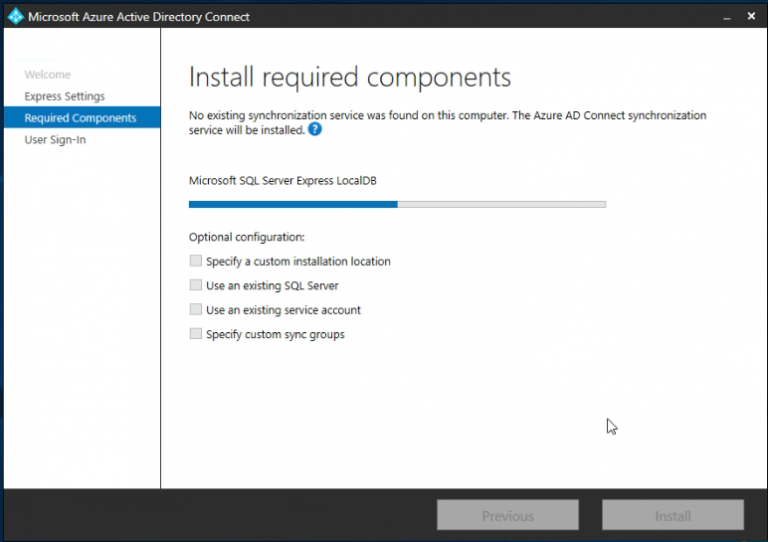 Microsoft Azure Active Directory Connect
Welcome
Express Settings
Required Components
User Sign-In
Install required components
No existing synchronization service was found on this computer. The Azure AD Connect synchronization
service will be installed. ?
Microsoft SQL Server Express LocalDB
Optional configuration:
Specify a custom installation location
Use an existing SQL Server
Use an existing service account
Specify custom sync groups
Previous
Install